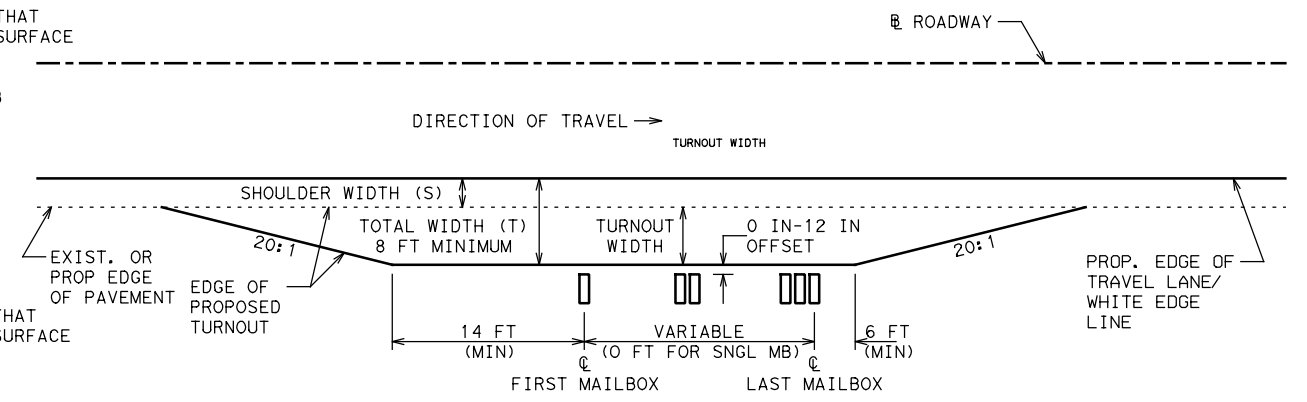 THAT
SURFACE
BL ROADWAY
DIRECTION OF TRAVEL
TURNOUT WIDTH
SHOULDER WIDTH (S)
TOTAL WIDTH (T)
8 FT MINIMUM
TURNOUT
WIDTH
0 IN-12 IN
OFFSET
20:1
20:1
EXIST. OR
PROP EDGE
OF PAVEMENT
EDGE OF
PROPOSED
TURNOUT
PROP. EDGE OF
TRAVEL LANE/
WHITE EDGE
LINE
THAT
SURFACE
14 FT
(MIN)
VARIABLE
(0 FT FOR SNGL MB)
6 FT
(MIN)
℄
FIRST MAILBOX
℄
LAST MAILBOX